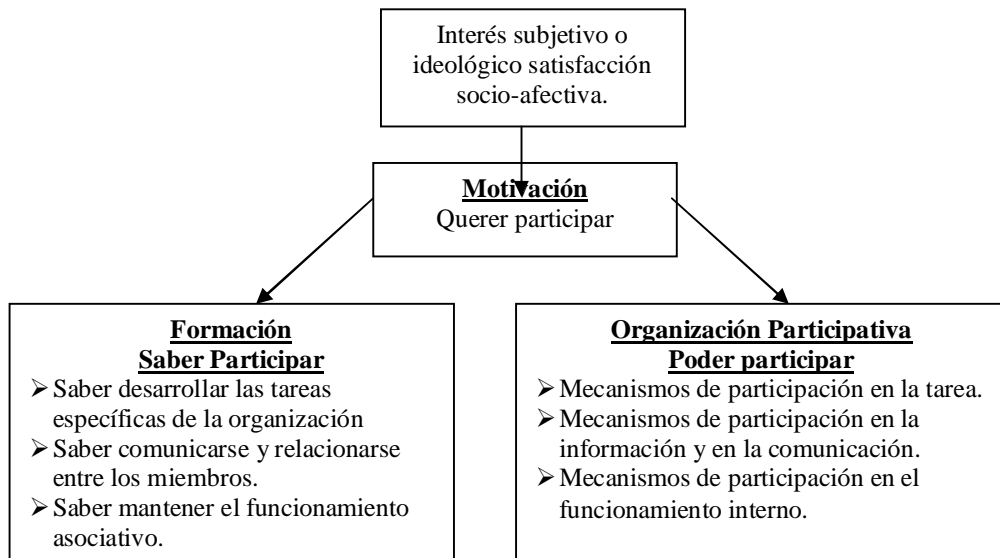 Interés subjetivo o
ideológico satisfacción
socio-afectiva.
Motivación
Querer participar
Formación
Saber Participar
➢ Saber desarrollar las tareas
específicas de la organización
➢ Saber comunicarse y relacionarse
entre los miembros.
➢ Saber mantener el funcionamiento
asociativo.
Organización Participativa
Poder participar
➢ Mecanismos de participación en la tarea.
➢ Mecanismos de participación en la
información y en la comunicación.
➢ Mecanismos de participación en el
funcionamiento interno.